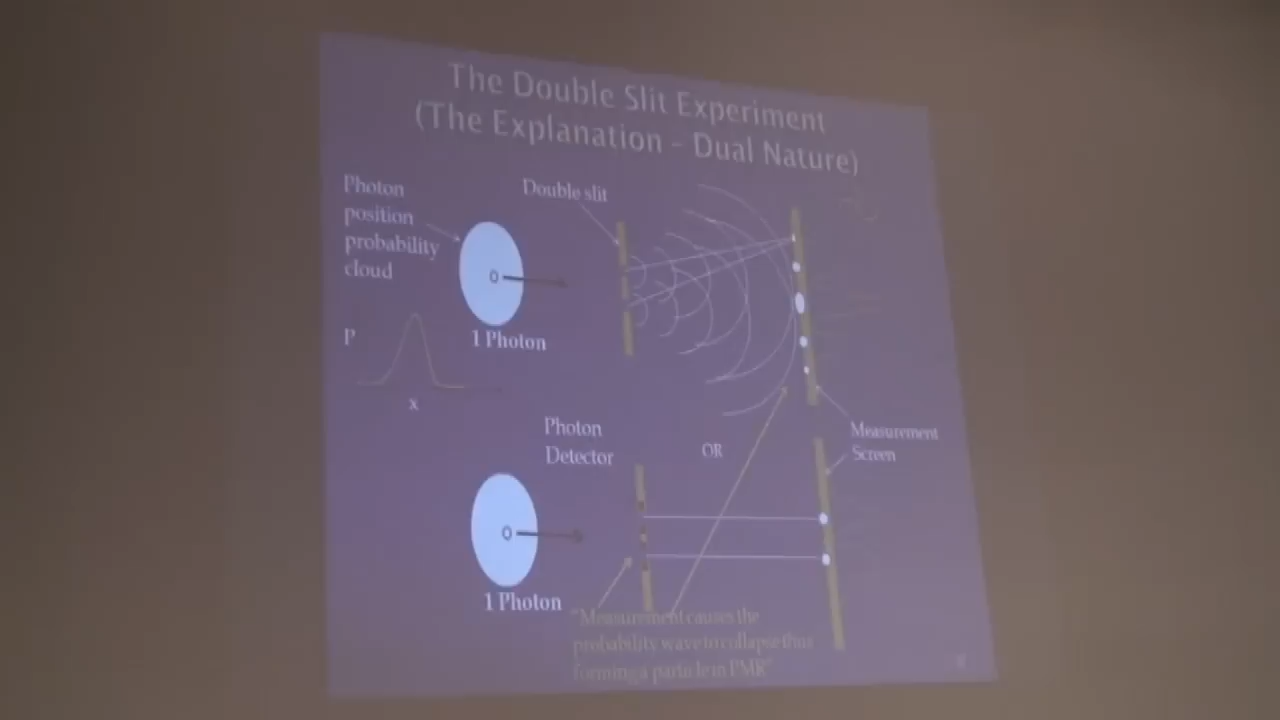 The Double Slit Experiment
(The Explanation – Dual Nature)
Photon
position
probability
cloud
Double slit
1 Photon
P
x
Photon
Detector
OR
Measurement
Screen
1 Photon
"Measurement causes the
probability wave to collapse thus
forming a particle in PMR"